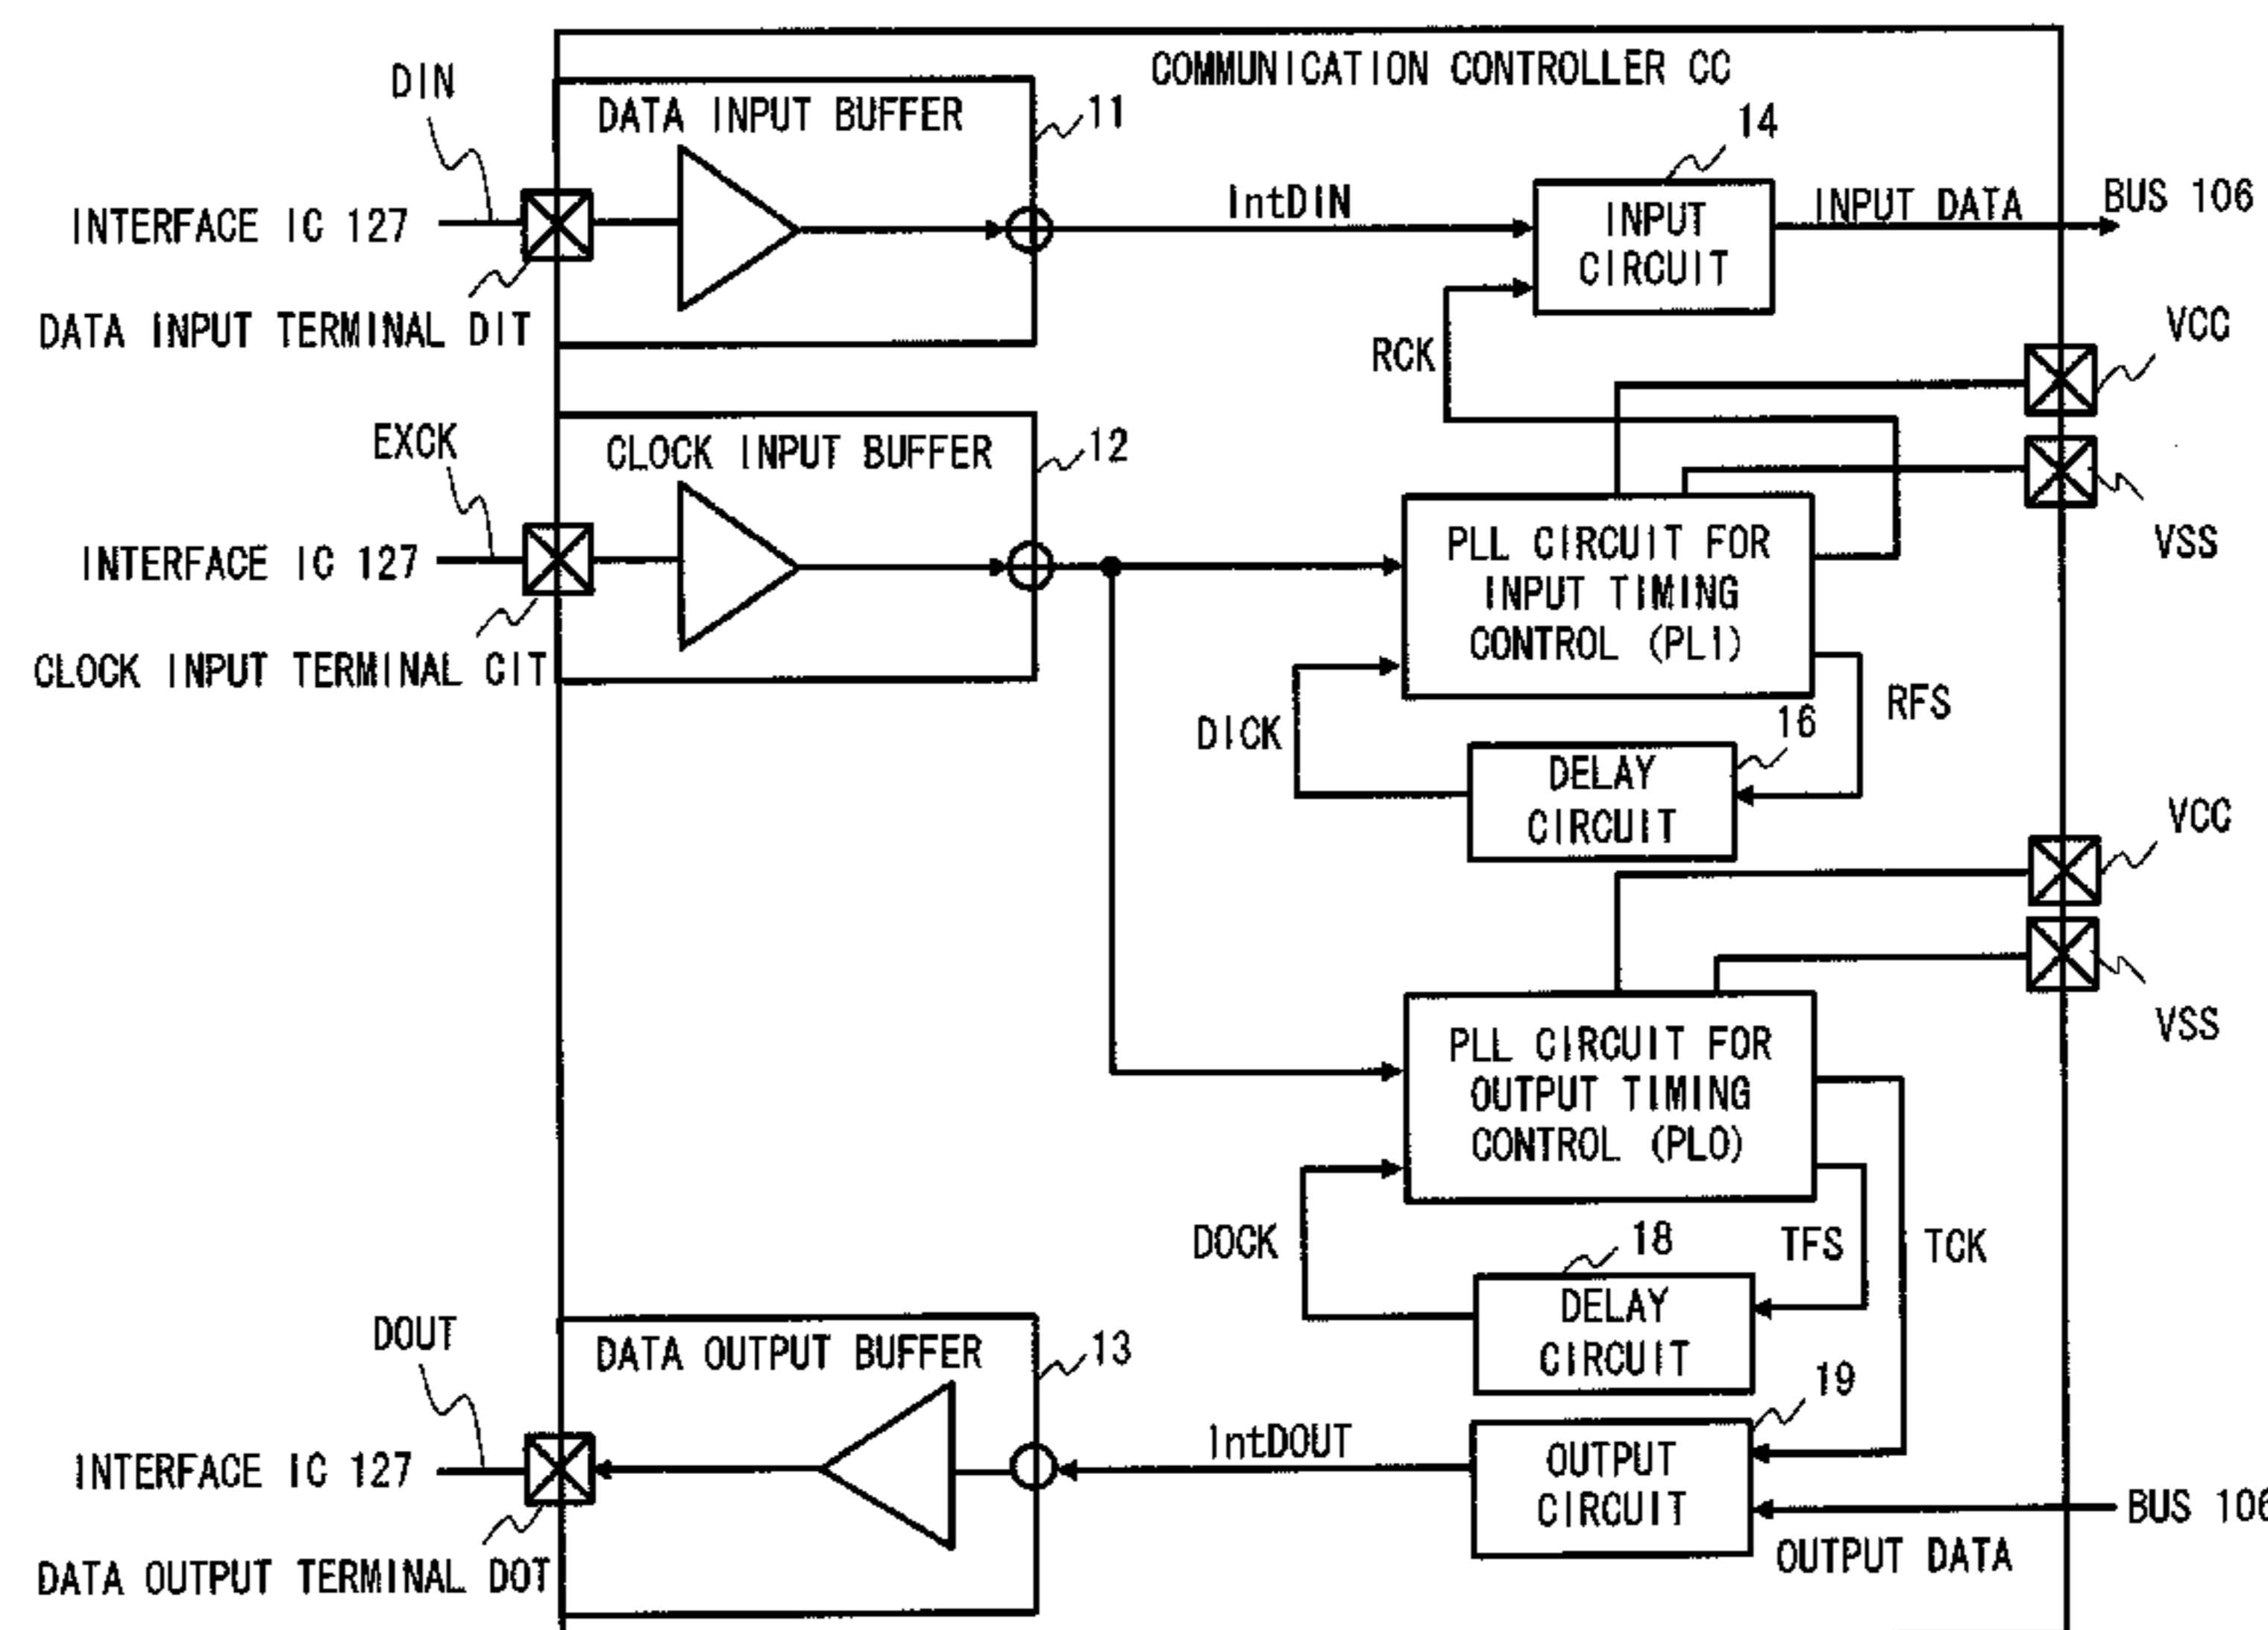 COMMUNICATION CONTROLLER CC
DIN
DATA INPUT BUFFER
11
14
INTERFACE IC 127
IntDIN
INPUT
CIRCUIT
INPUT DATA
BUS 106
DATA INPUT TERMINAL DIT
RCK
VCC
EXCK
CLOCK INPUT BUFFER
12
INTERFACE IC 127
PLL CIRCUIT FOR
INPUT TIMING
CONTROL (PLI)
VSS
CLOCK INPUT TERMINAL CIT
RFS
DICK
16
DELAY
CIRCUIT
VCC
PLL CIRCUIT FOR
OUTPUT TIMING
CONTROL (PLO)
VSS
DOCK
18
TFS
TCK
DELAY
CIRCUIT
DOUT
DATA OUTPUT BUFFER
13
19
INTERFACE IC 127
IntDOUT
OUTPUT
CIRCUIT
BUS 106
OUTPUT DATA
DATA OUTPUT TERMINAL DOT